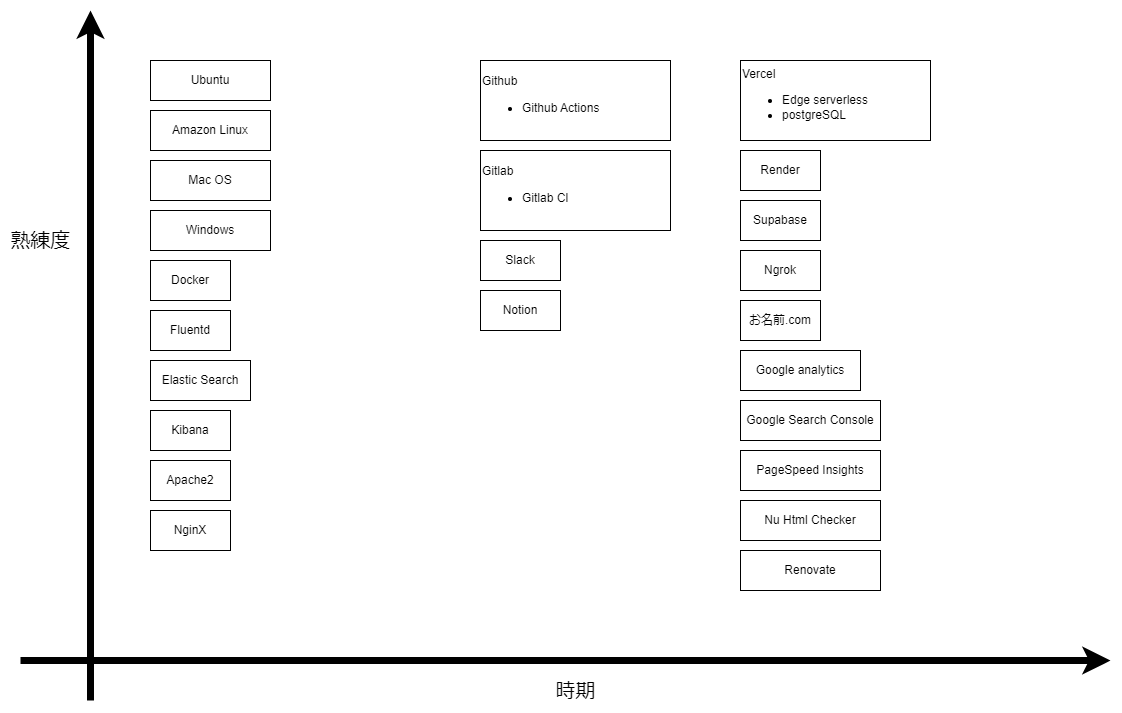 熟練度
Ubuntu
Amazon Linux
Mac OS
Windows
Docker
Fluentd
Elastic Search
Kibana
Apache2
NginX
Github
Github Actions
Gitlab
Gitlab CI
Slack
Notion
Vercel
Edge serverless
postgreSQL
Render
Supabase
Ngrok
お名前.com
Google analytics
Google Search Console
PageSpeed Insights
Nu Html Checker
Renovate
時期